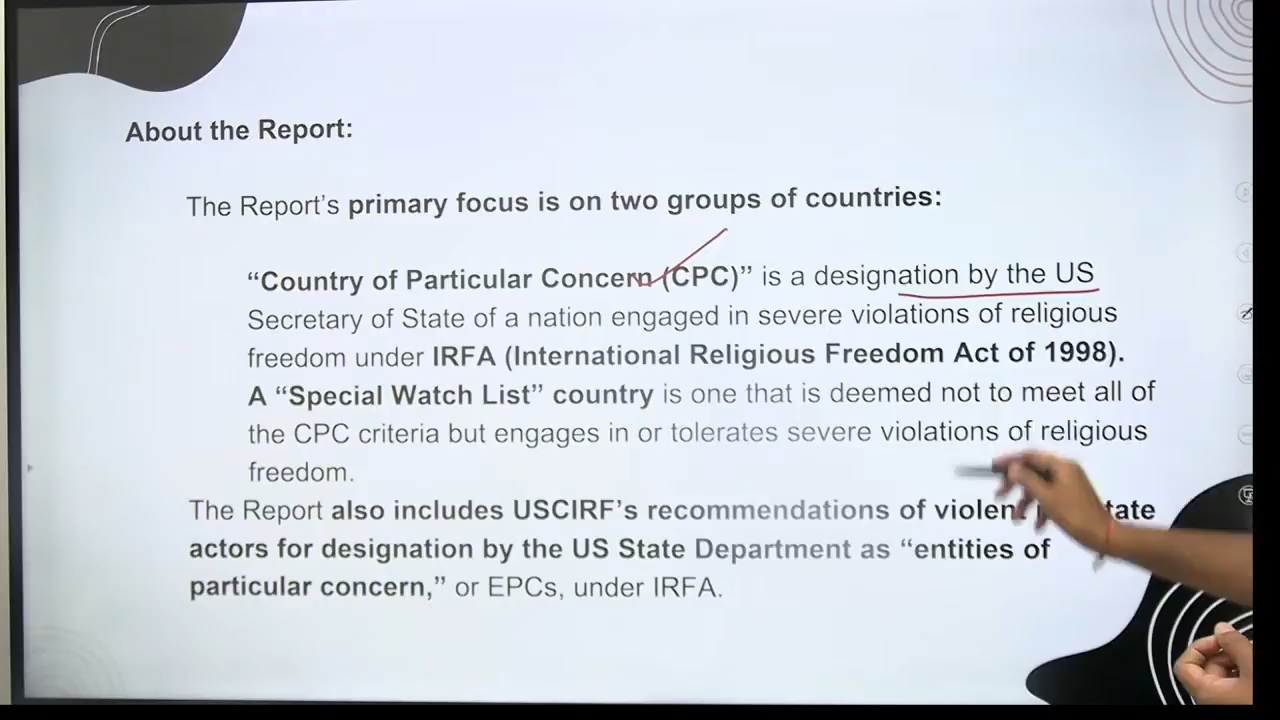 About the Report:
The Report's primary focus is on two groups of countries:
“Country of Particular Concern (CPC)” is a designation by the US
Secretary of State of a nation engaged in severe violations of religious
freedom under IRFA (International Religious Freedom Act of 1998).
A “Special Watch List” country is one that is deemed not to meet all of
the CPC criteria but engages in or tolerates severe violations of religious
freedom.
The Report also includes USCIRF’s recommendations of violent
actors for designation by the US State Department as “entities of
particular concern,” or EPCs, under IRFA.